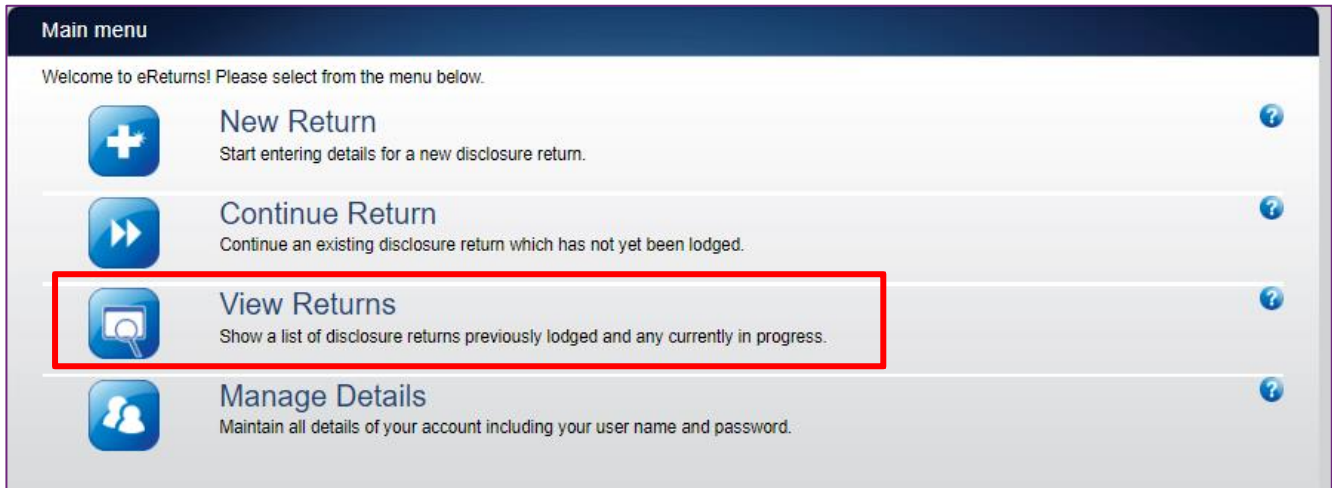 Main menu
Welcome to eReturns! Please select from the menu below.
New Return
Start entering details for a new disclosure return.
Continue Return
Continue an existing disclosure return which has not yet been lodged.
View Returns
Show a list of disclosure returns previously lodged and any currently in progress.
Manage Details
Maintain all details of your account including your user name and password.